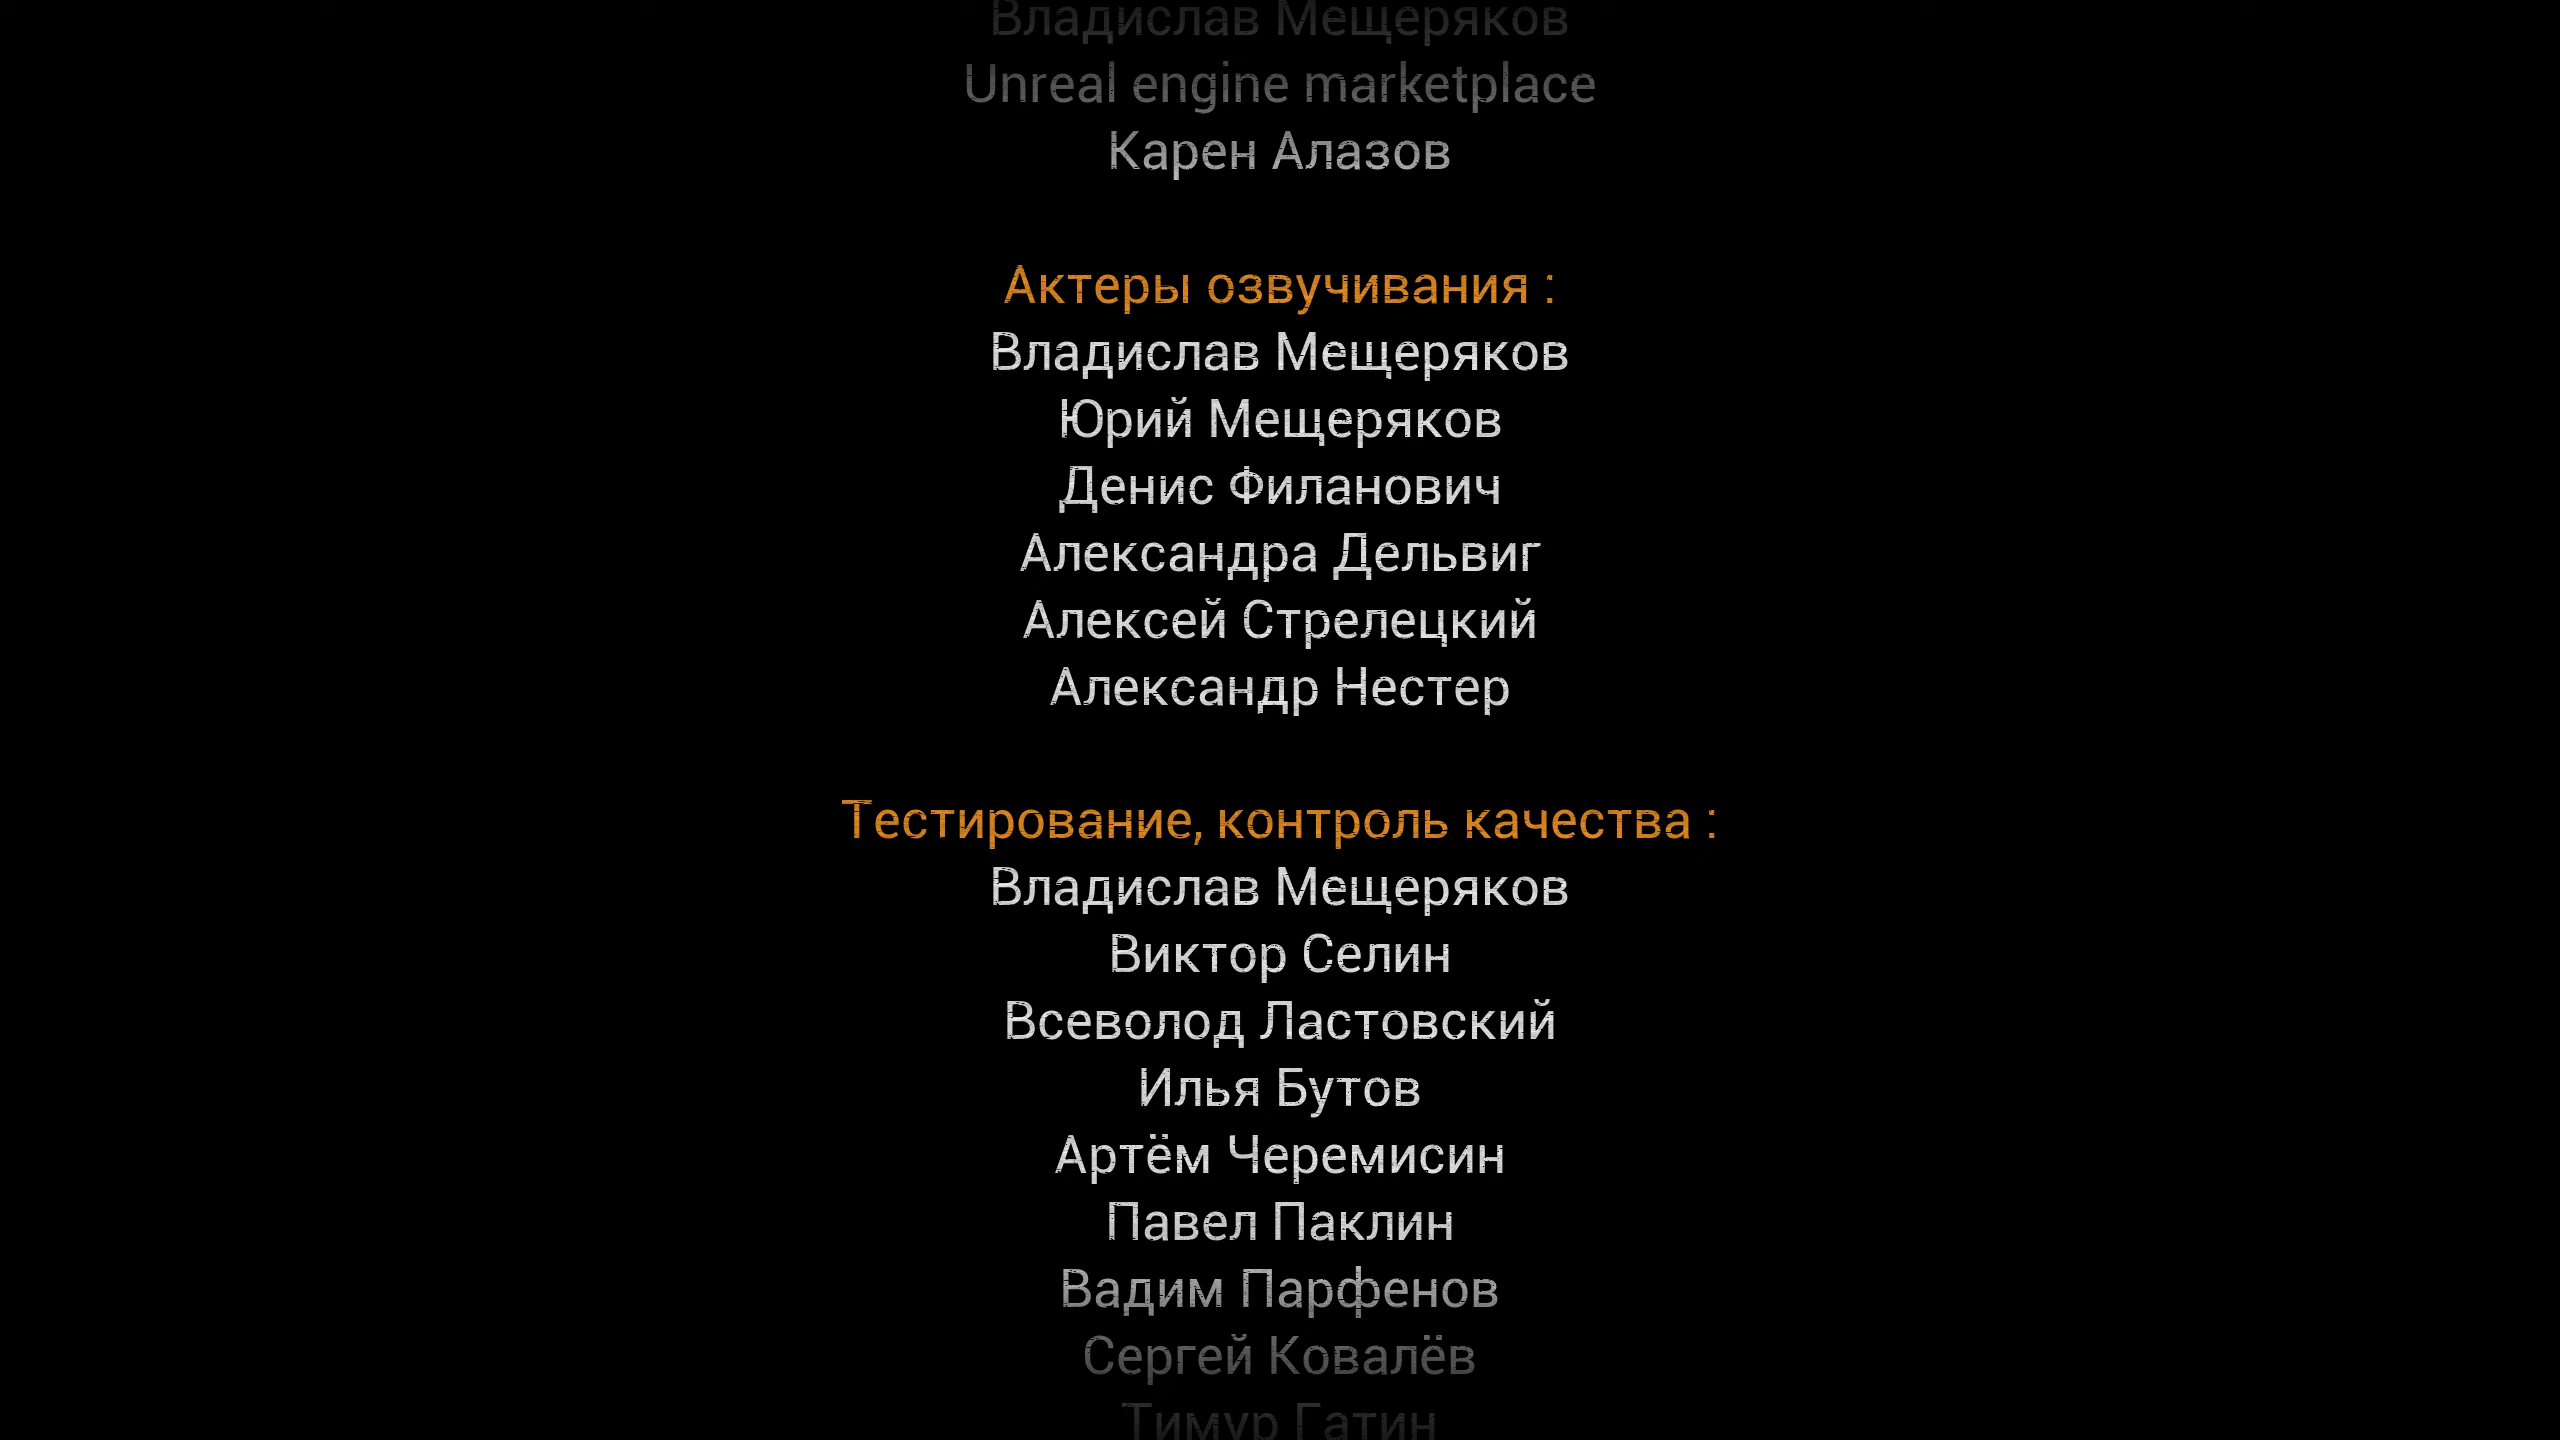 Владислав Мещеряков
Unreal engine marketplace
Карен Алазов
Актеры озвучивания :
Владислав Мещеряков
Юрий Мещеряков
Денис Филанович
Александра Дельвиг
Алексей Стрелецкий
Александр Нестер
Тестирование, контроль качества :
Владислав Мещеряков
Виктор Селин
Всеволод Ластовский
Илья Бутов
Артём Черемисин
Павел Паклин
Вадим Парфенов
Сергей Ковалёв
Тимур Гатин